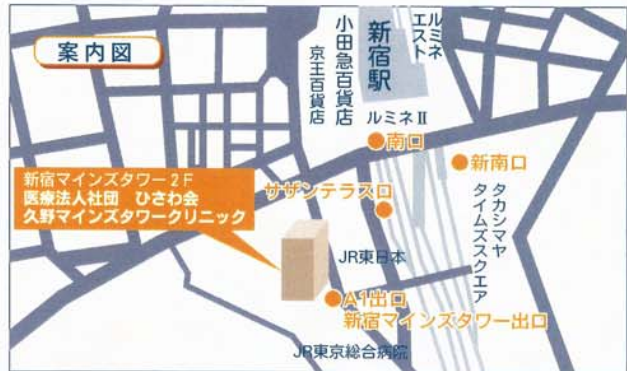 案内図
新宿駅
ルミネ
エスト
小田急百貨店
京王百貨店
ルミネⅡ
南口
新南口
サザンテラス口
タカシマヤ
タイムズスクエア
新宿マインズタワー2F
医療法人社団　ひさわ会
久野マインズタワークリニック
JR東日本
A1出口
新宿マインズタワー出口
JR東京総合病院